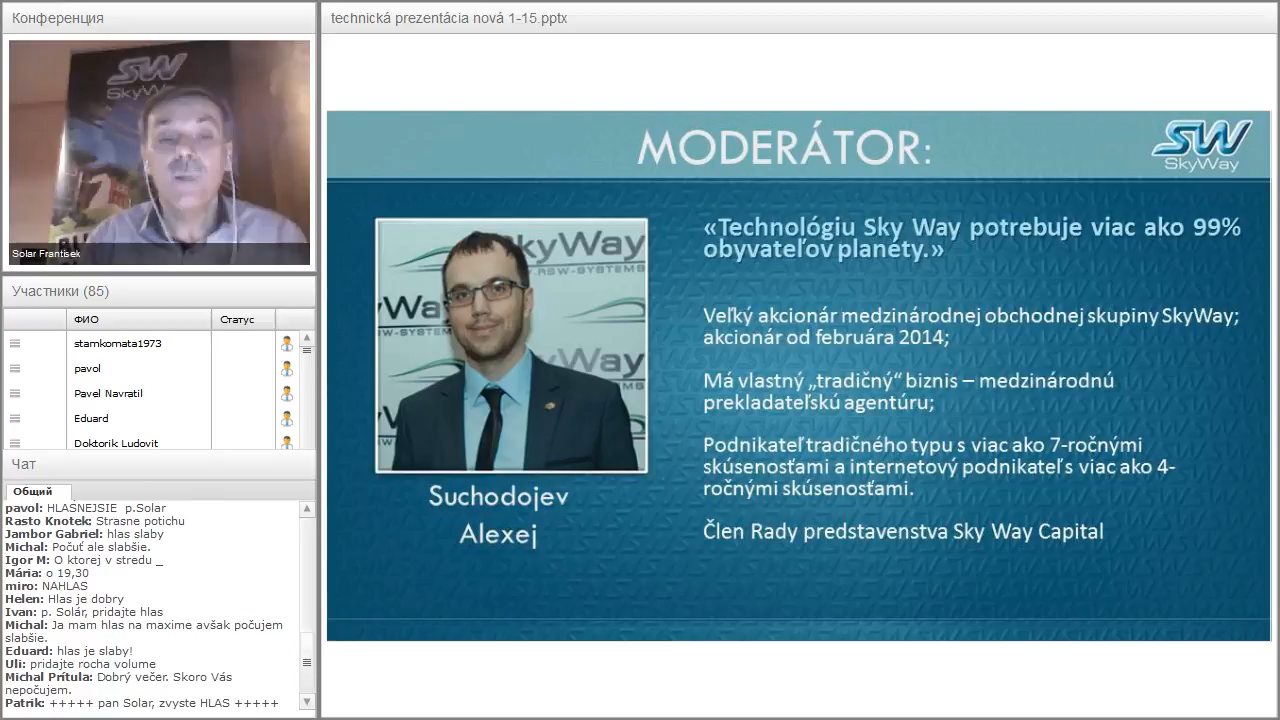 Конференция
SW
SkyWay
Solar František
Участники (85)
ФИО
Статус
stamkomata1973
pavol
Pavel Navratil
Eduard
Doktorik Ludovit
Чат
Общий
pavol: HLASNEJSIE p.Solar
Rasto Knotek: Strasne potichu
Jambor Gabriel: hlas slaby
Michal: Počuť ale slabšie.
Igor M: O ktorej v stredu _
Mária: o 19,30
miro: NAHLAS
Helen: Hlas je dobry
Ivan: p. Solár, pridajte hlas
Michal: Ja mam hlas na maxime avšak počujem
slabšie.
Eduard: hlas je slaby!
Uli: pridajte rocha volume
Michal Prítula: Dobrý večer. Skoro Vás
nepočujem.
Patrik: +++++ pan Solar, zvyste HLAS +++++
technická prezentácia nová 1-15.pptx
MODERÁTOR:
SW
SkyWay
«Technológiu Sky Way potrebuje viac ako 99%
obyvateľov planéty.»
Veľký akcionár medzinárodnej obchodnej skupiny SkyWay;
akcionár od februára 2014;
Má vlastný „tradičný“ biznis – medzinárodnú
prekladateľskú agentúru;
Podnikateľ tradičného typu s viac ako 7-ročnými
skúsenosťami a internetový podnikateľ s viac ako 4-
ročnými skúsenosťami.
Člen Rady predstavenstva Sky Way Capital
SkyWay
.RSW-SYSTEMS
Suchodojev
Alexej